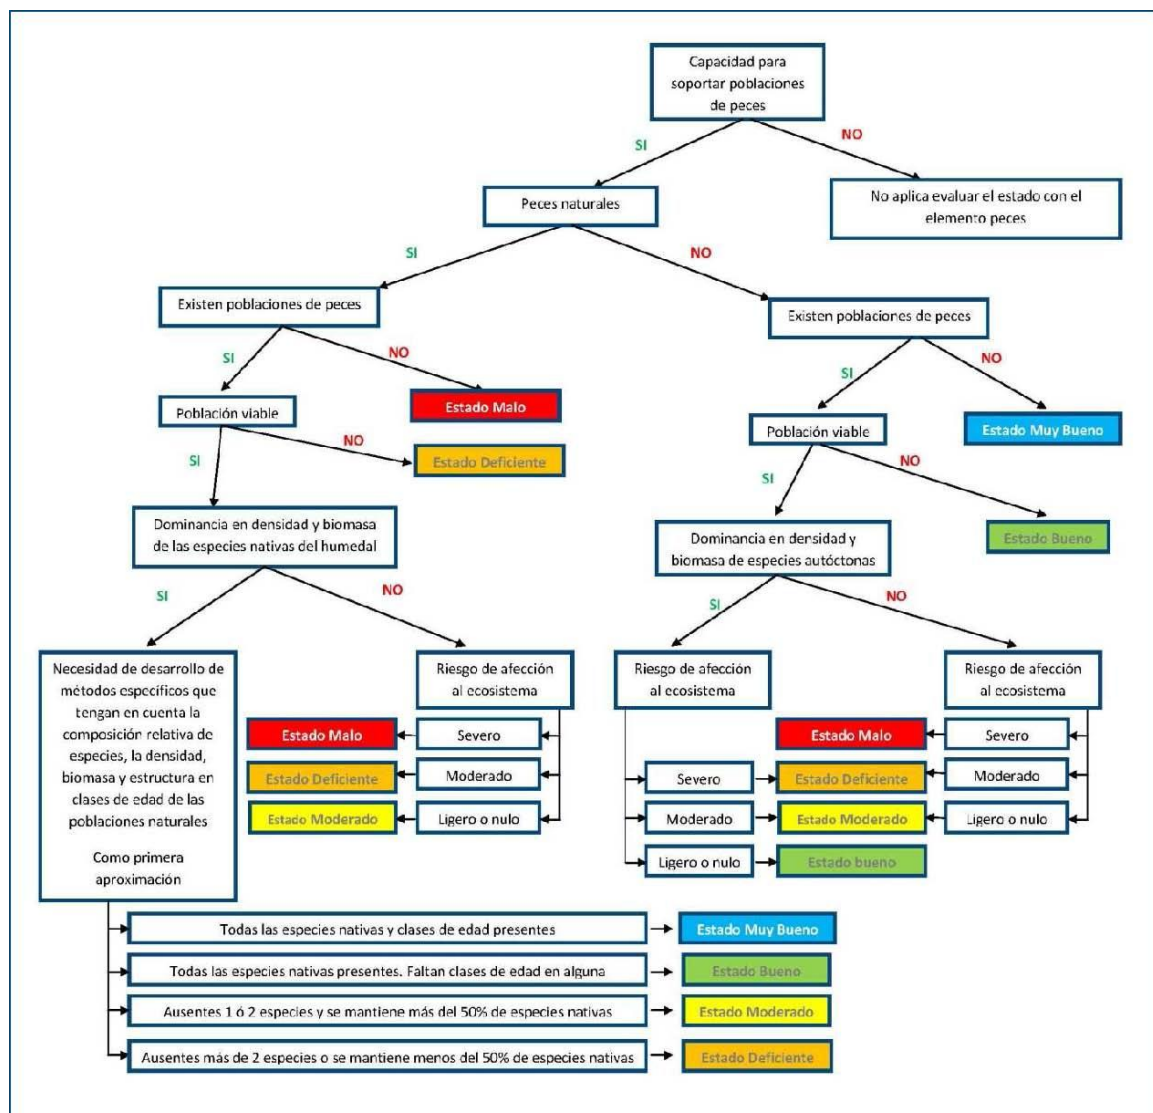 Capacidad para
soportar poblaciones
de peces
SI
NO
Peces naturales
No aplica evaluar el estado con el
elemento peces
SI
NO
Existen poblaciones de peces
Existen poblaciones de peces
SI
NO
SI
NO
Población viable
Estado Malo
Población viable
Estado Muy Bueno
SI
NO
Estado Deficiente
SI
NO
Dominancia en densidad y biomasa
de las especies nativas del humedal
Dominancia en densidad y
biomasa de especies autóctonas
Estado Bueno
SI
NO
SI
NO
Necesidad de desarrollo de
métodos específicos que
tengan en cuenta la
composición relativa de
especies, la densidad,
biomasa y estructura en
clases de edad de las
poblaciones naturales
Como primera
aproximación
Riesgo de afección
al ecosistema
Estado Malo
Severo
Estado Deficiente
Moderado
Estado Moderado
Ligero o nulo
Riesgo de afección
al ecosistema
Riesgo de afección
al ecosistema
Estado Malo
Severo
Severo
Estado Deficiente
Moderado
Moderado
Estado Moderado
Ligero o nulo
Ligero o nulo
Estado bueno
Todas las especies nativas y clases de edad presentes
Estado Muy Bueno
Todas las especies nativas presentes. Faltan clases de edad en alguna
Estado Bueno
Ausentes 1 ó 2 especies y se mantiene más del 50% de especies nativas
Estado Moderado
Ausentes más de 2 especies o se mantiene menos del 50% de especies nativas
Estado Deficiente